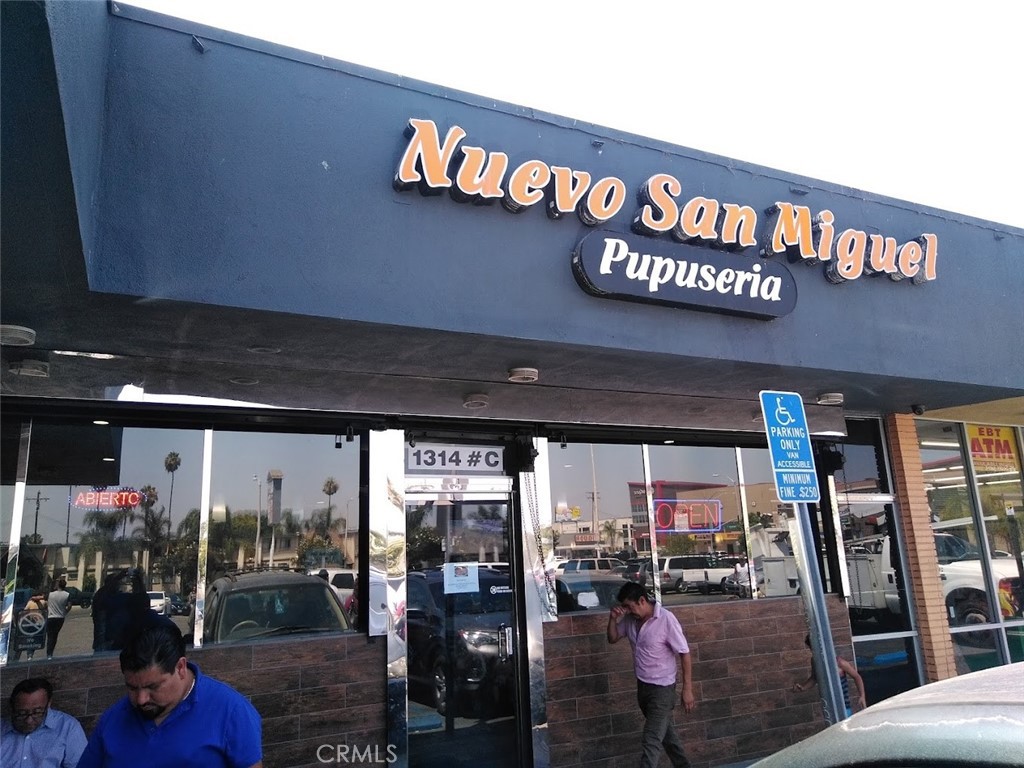 Nuevo San Miguel
Pupuseria
1314 #C
ABIERTO
OPEN
PARKING
ONLY
VAN
ACCESSIBLE
MINIMUM
FINE $250
EBT
ATM
CRMLS